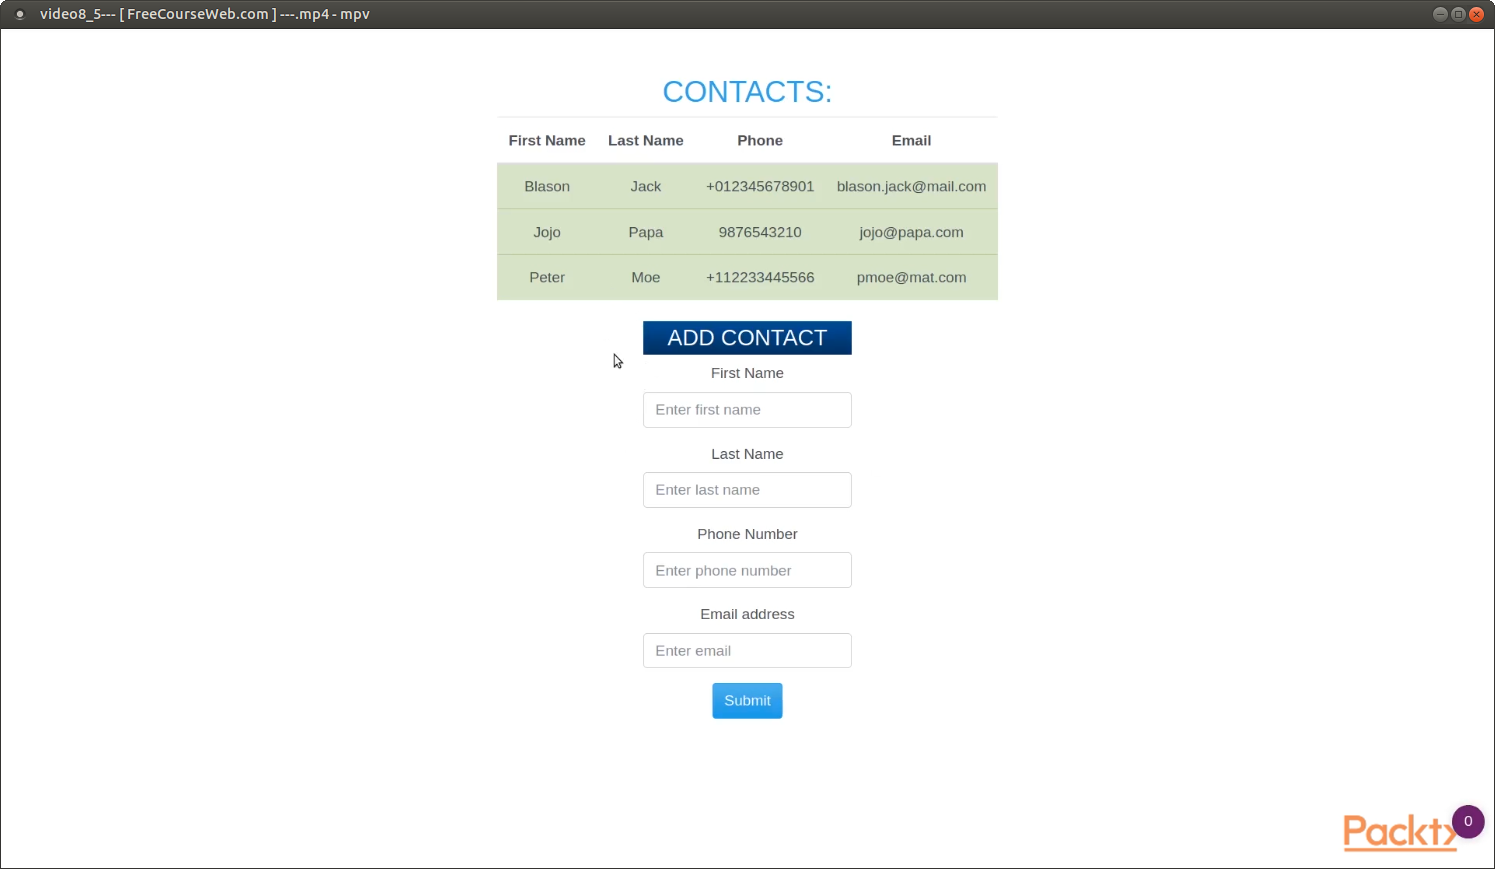 video8_5--- [ FreeCourseWeb.com ] ---.mp4 - mpv
CONTACTS:
First Name Last Name Phone Email
Blason Jack +012345678901 blason.jack@mail.com
Jojo Papa 9876543210 jojo@papa.com
Peter Moe +112233445566 pmoe@mat.com
ADD CONTACT
First Name
Enter first name
Last Name
Enter last name
Phone Number
Enter phone number
Email address
Enter email
Submit
Packt
0